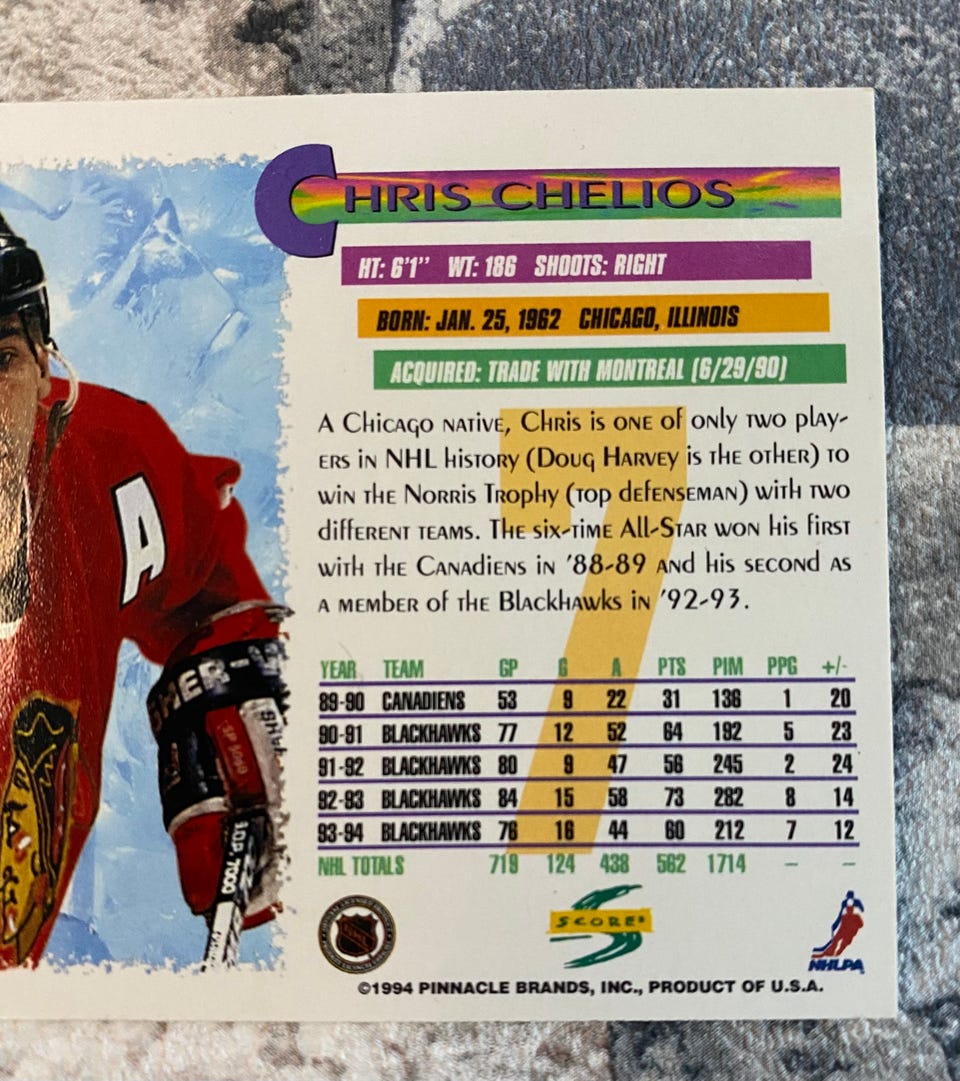 CHRIS CHELIOS
HT: 6'1" WT: 186 SHOOTS: RIGHT
BORN: JAN. 25, 1962 CHICAGO, ILLINOIS
ACQUIRED: TRADE WITH MONTREAL (6/29/90)
A CHICAGO NATIVE, CHRIS IS ONE OF ONLY TWO PLAY-
ERS IN NHL HISTORY (DOUG HARVEY IS THE OTHER) TO
WIN THE NORRIS TROPHY (TOP DEFENSEMAN) WITH TWO
DIFFERENT TEAMS. THE SIX-TIME ALL-STAR WON HIS FIRST
WITH THE CANADIENS IN '88-89 AND HIS SECOND AS
A MEMBER OF THE BLACKHAWKS IN '92-93.
7
YEAR TEAM GP G A PTS PIM PPG +/-
89-90 CANADIENS 53 9 22 31 136 1 20
90-91 BLACKHAWKS 77 12 52 64 192 5 23
91-92 BLACKHAWKS 80 9 47 56 245 2 24
92-93 BLACKHAWKS 84 15 58 73 282 8 14
93-94 BLACKHAWKS 76 16 44 60 212 7 12
NHL TOTALS 719 124 438 562 1714 – –
A
NHL
SCORE®
NHLPA
©1994 PINNACLE BRANDS, INC., PRODUCT OF U.S.A.